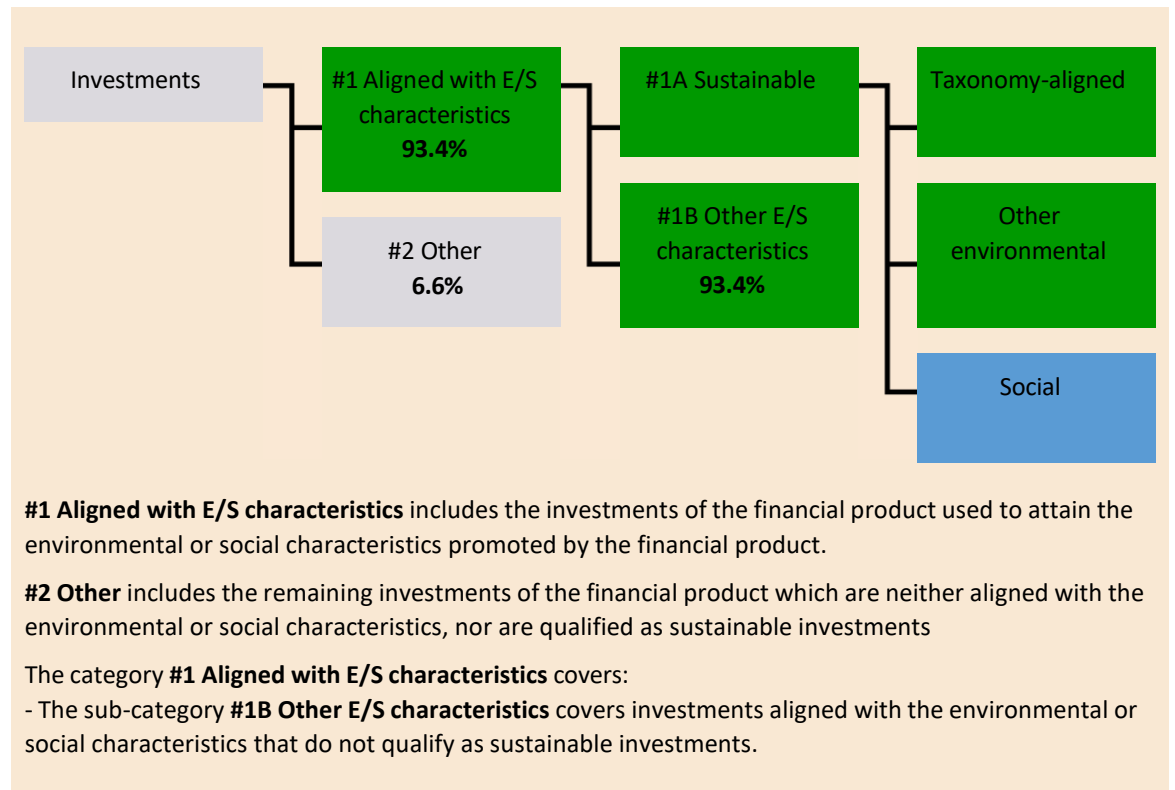 Investments
#1 Aligned with E/S
characteristics
93.4%
#2 Other
6.6%
#1A Sustainable
#1B Other E/S
characteristics
93.4%
Taxonomy-aligned
Other
environmental
Social
#1 Aligned with E/S characteristics includes the investments of the financial product used to attain the
environmental or social characteristics promoted by the financial product.
#2 Other includes the remaining investments of the financial product which are neither aligned with the
environmental or social characteristics, nor are qualified as sustainable investments
The category #1 Aligned with E/S characteristics covers:
- The sub-category #1B Other E/S characteristics covers investments aligned with the environmental or
social characteristics that do not qualify as sustainable investments.